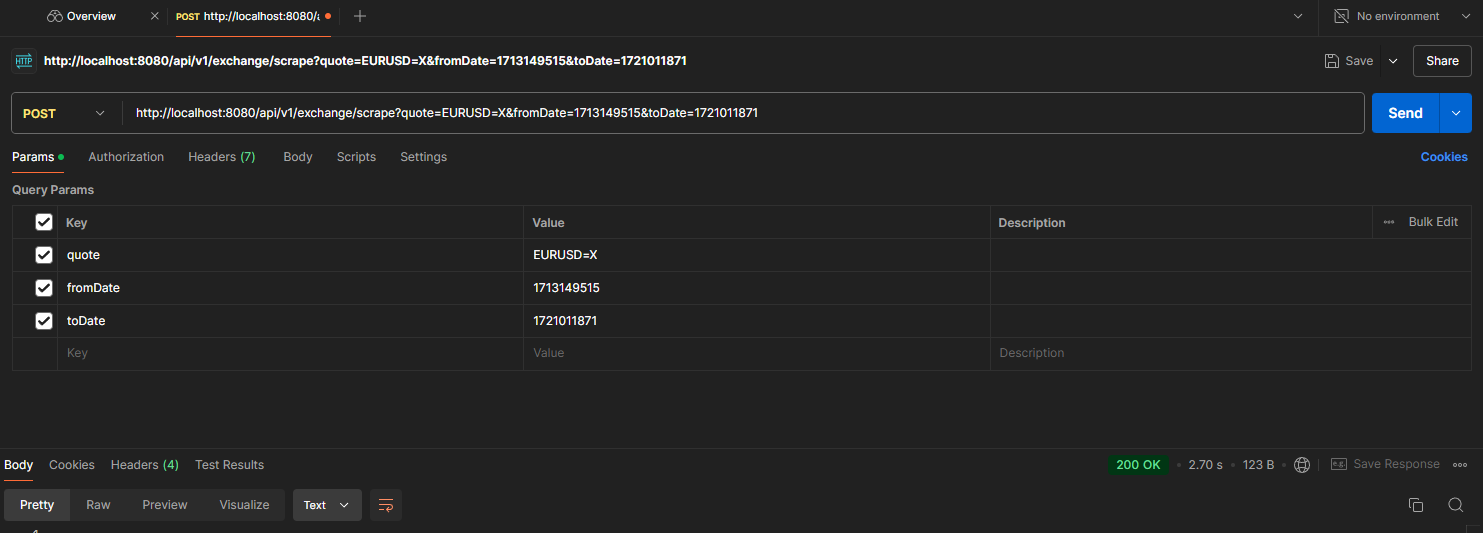 Overview POST http://localhost:8080/a No environment
HTTP http://localhost:8080/api/v1/exchange/scrape?quote=EURUSD=X&fromDate=1713149515&toDate=1721011871 Save Share
POST http://localhost:8080/api/v1/exchange/scrape?quote=EURUSD=X&fromDate=1713149515&toDate=1721011871 Send
Params Authorization Headers (7) Body Scripts Settings Cookies
Query Params
Key Value Description Bulk Edit
quote EURUSD=X
fromDate 1713149515
toDate 1721011871
Key Value Description
Body Cookies Headers (4) Test Results 200 OK 2.70 s 123 B e.g. Save Response
Pretty Raw Preview Visualize Text